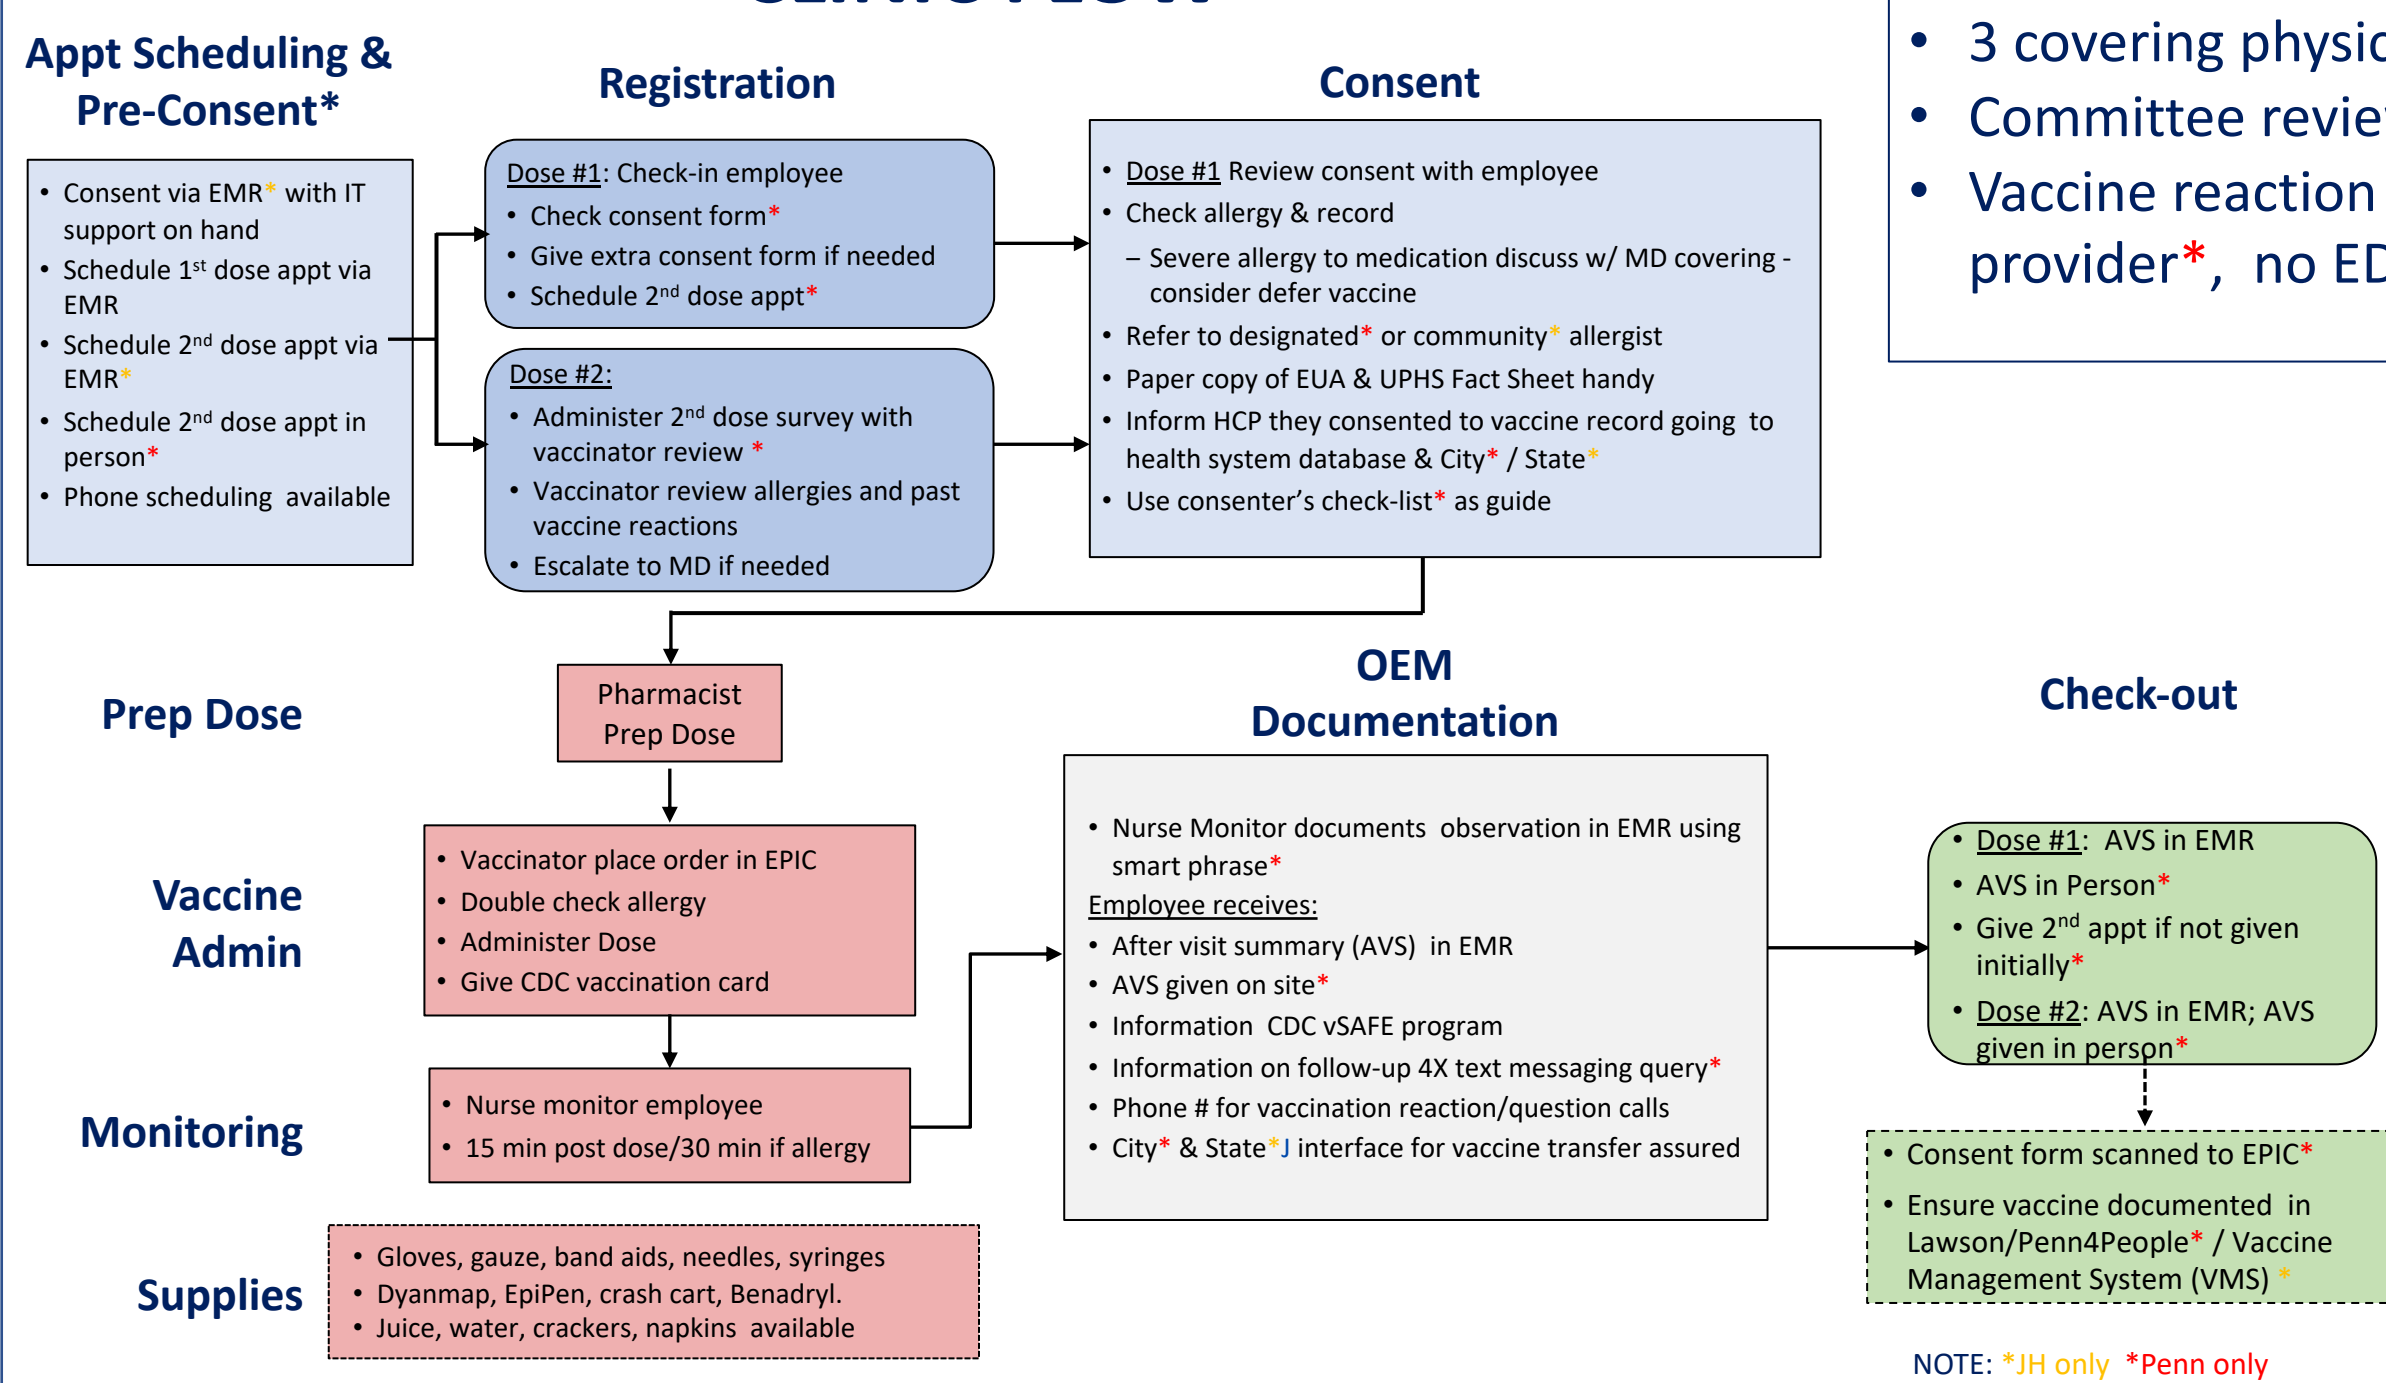 Appt Scheduling &
Pre-Consent*
Registration
Consent
• Consent via EMR* with IT
support on hand
• Schedule 1st dose appt via
EMR
• Schedule 2nd dose appt via
EMR*
• Schedule 2nd dose appt in
person*
• Phone scheduling available
Dose #1: Check-in employee
• Check consent form*
• Give extra consent form if needed
• Schedule 2nd dose appt*
Dose #2:
• Administer 2nd dose survey with
vaccinator review *
• Vaccinator review allergies and past
vaccine reactions
• Escalate to MD if needed
• Dose #1 Review consent with employee
• Check allergy & record
– Severe allergy to medication discuss w/ MD covering -
consider defer vaccine
• Refer to designated* or community* allergist
• Paper copy of EUA & UPHS Fact Sheet handy
• Inform HCP they consented to vaccine record going to
health system database & City* / State*
• Use consenter's check-list* as guide
• 3 covering
• Committee
• Vaccine reaction
provider*, no
Prep Dose
Pharmacist
Prep Dose
Vaccine
Admin
• Vaccinator place order in EPIC
• Double check allergy
• Administer Dose
• Give CDC vaccination card
Monitoring
• Nurse monitor employee
• 15 min post dose/30 min if allergy
Supplies
• Gloves, gauze, band aids, needles, syringes
• Dyanmap, EpiPen, crash cart, Benadryl.
• Juice, water, crackers, napkins available
OEM
Documentation
• Nurse Monitor documents observation in EMR using
smart phrase*
Employee receives:
• After visit summary (AVS) in EMR
• AVS given on site*
• Information CDC vSAFE program
• Information on follow-up 4X text messaging query*
• Phone # for vaccination reaction/question calls
• City* & State*J interface for vaccine transfer assured
Check-out
• Dose #1: AVS in EMR
• AVS in Person*
• Give 2nd appt if not given
initially*
• Dose #2: AVS in EMR; AVS
given in person*
• Consent form scanned to EPIC*
• Ensure vaccine documented in
Lawson/Penn4People* / Vaccine
Management System (VMS) *
NOTE: *JH only *Penn only